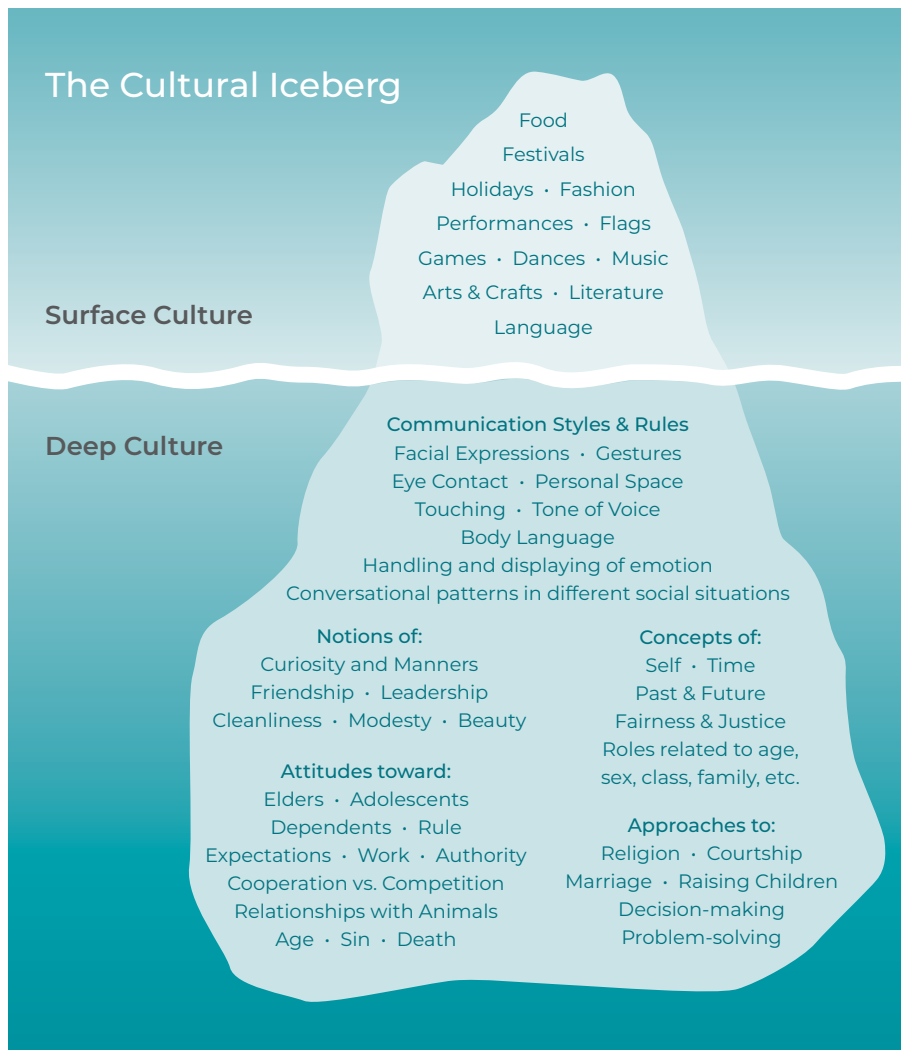 The Cultural Iceberg
Food
Festivals
Holidays • Fashion
Performances • Flags
Games • Dances • Music
Arts & Crafts • Literature
Language
Surface Culture
Deep Culture
Communication Styles & Rules
Facial Expressions • Gestures
Eye Contact • Personal Space
Touching • Tone of Voice
Body Language
Handling and displaying of emotion
Conversational patterns in different social situations
Notions of:
Curiosity and Manners
Friendship • Leadership
Cleanliness • Modesty • Beauty
Attitudes toward:
Elders • Adolescents
Dependents • Rule
Expectations • Work • Authority
Cooperation vs. Competition
Relationships with Animals
Age • Sin • Death
Concepts of:
Self • Time
Past & Future
Fairness & Justice
Roles related to age,
sex, class, family, etc.
Approaches to:
Religion • Courtship
Marriage • Raising Children
Decision-making
Problem-solving